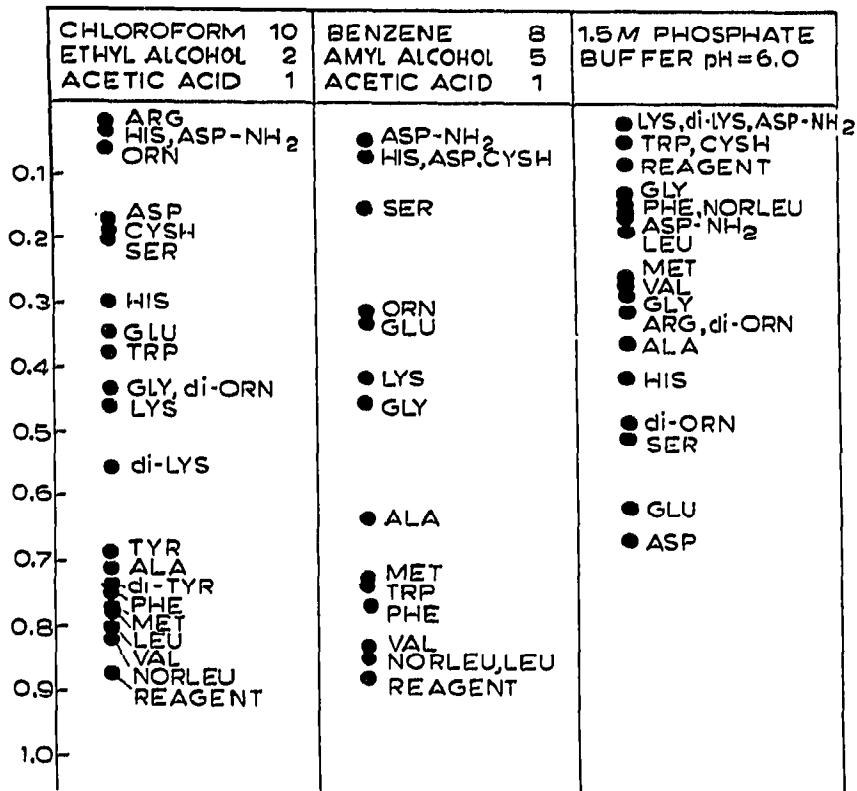 CHLOROFORM 10
ETHYL ALCOHOL 2
ACETIC ACID 1
BENZENE 8
AMYL ALCOHOL 5
ACETIC ACID 1
1.5M PHOSPHATE
BUFFER pH=6.0
0.1
0.2
0.3
0.4
0.5
0.6
0.7
0.8
0.9
1.0
ARG
HIS,ASP-NH2
ORN
ASP
CYSH
SER
HIS
GLU
TRP
GLY,di-ORN
LYS
di-LYS
TYR
ALA
di-TYR
PHE
MET
LEU
VAL
NORLEU
REAGENT
ASP-NH2
HIS,ASP.CYSH
SER
ORN
GLU
LYS
GLY
ALA
MET
TRP
PHE
VAL
NORLEU,LEU
REAGENT
LYS,di-LYS,ASP-NH2
TRP,CYSH
REAGENT
GLY
PHE,NORLEU
ASP-NH2
LEU
MET
VAL
GLY
ARG,di-ORN
ALA
HIS
di-ORN
SER
GLU
ASP